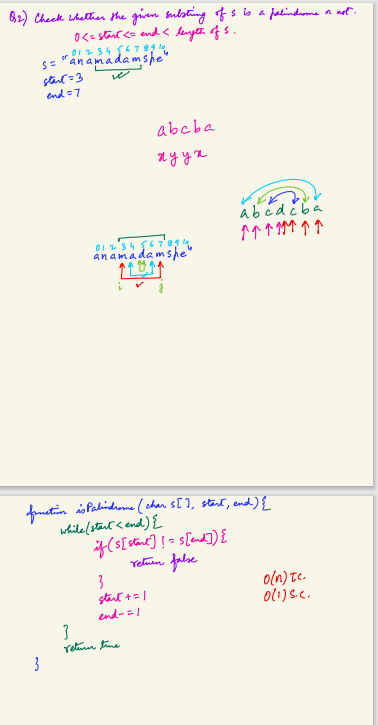 Q2) Check whether the given substring of s is a palindrome or not.
0 <= start <= end < length of s.
0 1 2 3 4 5 6 7 8 9 10
s = "anamadamspe"
start = 3
end = 7
abcba
xyyx
abcdcba
0 1 2 3 4 5 6 7 8 9 10
anamadamspe"
i j
function isPalindrome (char s[], start, end) {
while (start < end) {
if (s[start] != s[end]) {
return false
}
O(n) T.C.
start += 1
O(1) S.C.
end -= 1
}
return true
}